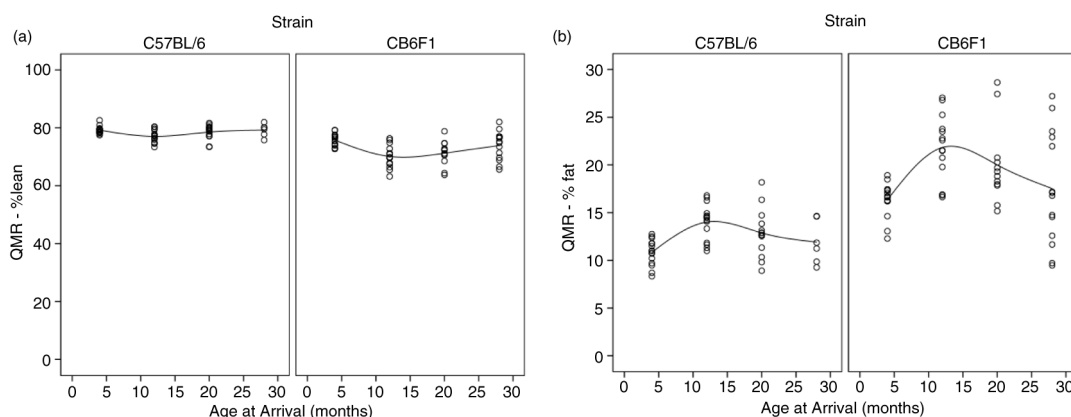 (a)
Strain
C57BL/6
CB6F1
QMR - %lean
100
80
60
40
20
0
0 5 10 15 20 25 30 0 5 10 15 20 25 30
Age at Arrival (months)
(b)
Strain
C57BL/6
CB6F1
QMR - % fat
30
25
20
15
10
5
0
0 5 10 15 20 25 30 0 5 10 15 20 25 30
Age at Arrival (months)